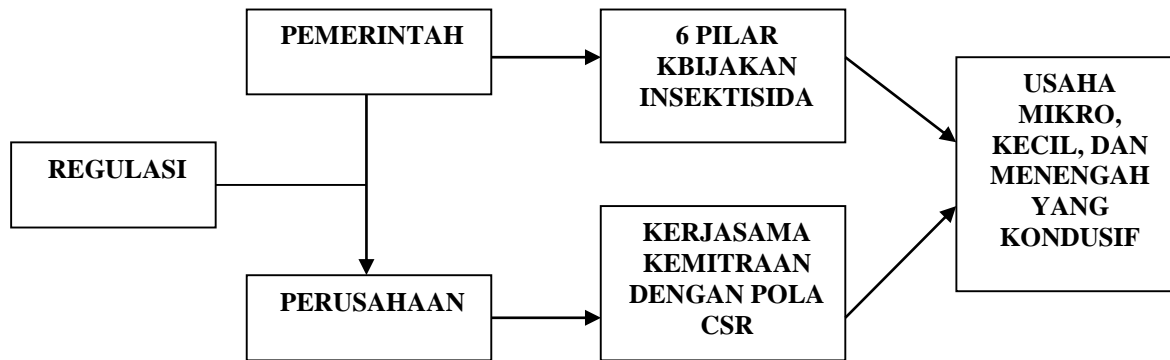 PEMERINTAH
6 PILAR
KBIJAKAN
INSEKTISIDA
USAHA
MIKRO,
KECIL, DAN
MENENGAH
YANG
KONDUSIF
REGULASI
KERJASAMA
KEMITRAAN
DENGAN POLA
CSR
PERUSAHAAN